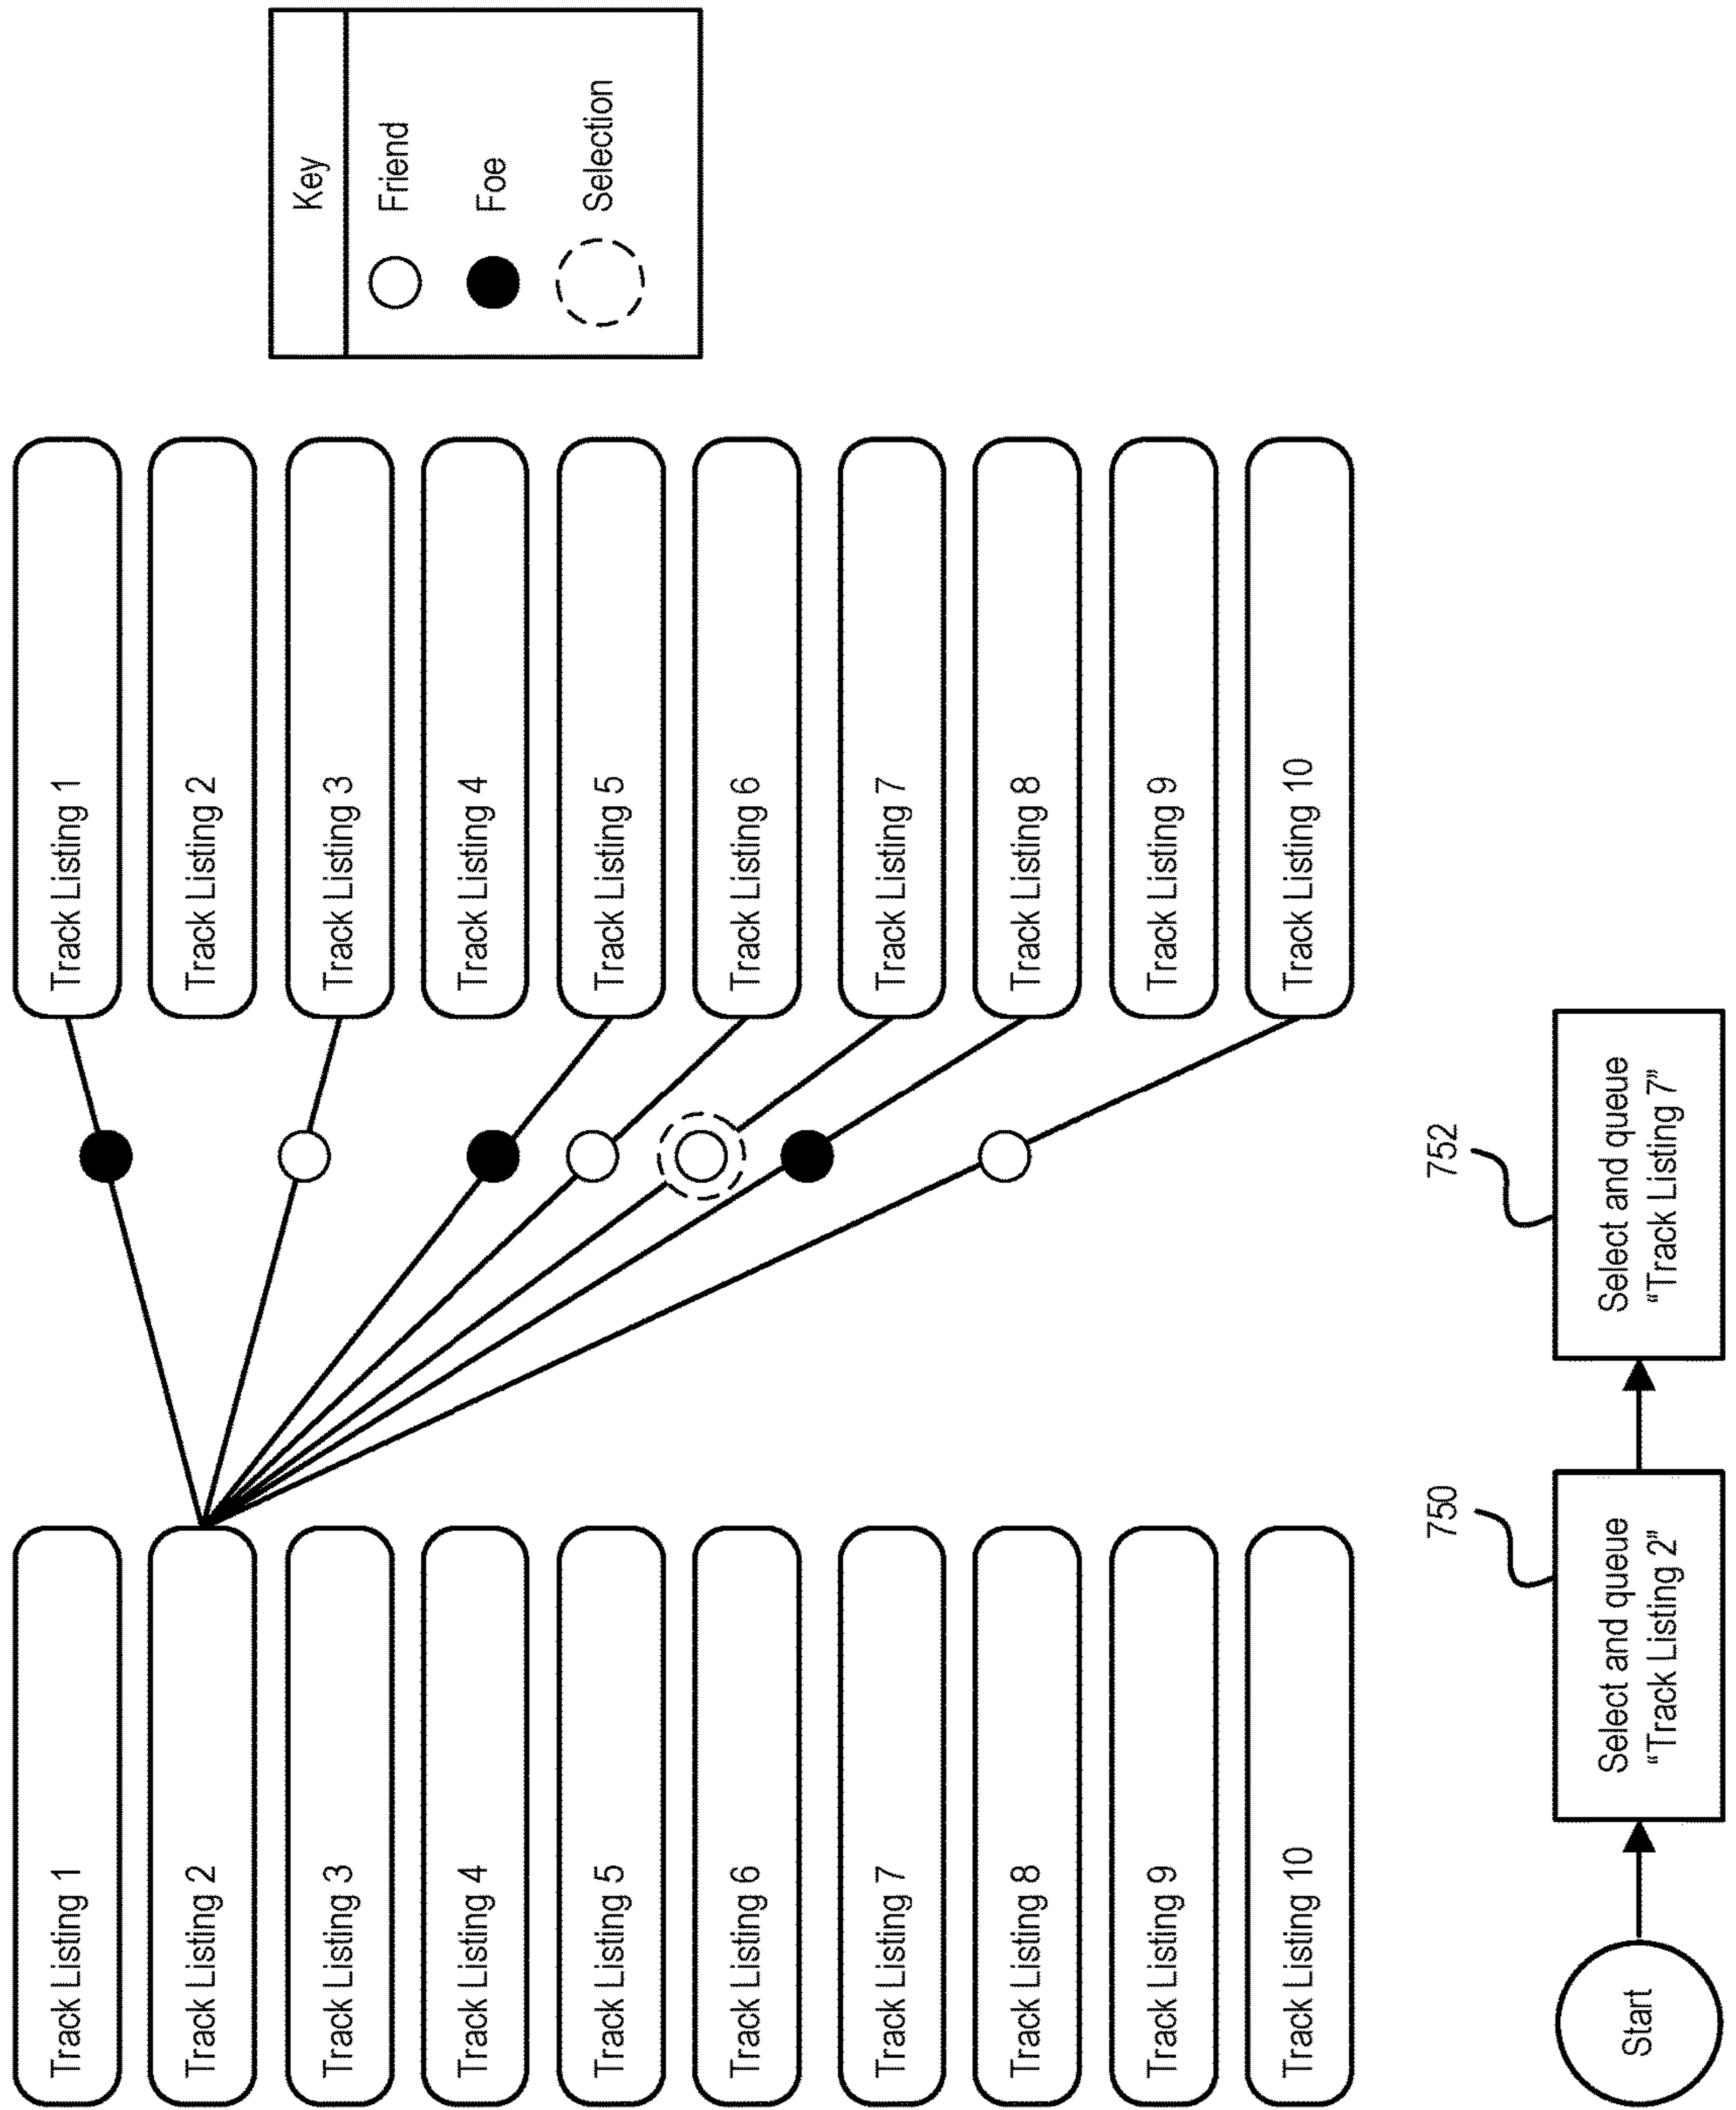 Track Listing 1
Track Listing 2
Track Listing 3
Track Listing 4
Track Listing 5
Track Listing 6
Track Listing 7
Track Listing 8
Track Listing 9
Track Listing 10
Track Listing 1
Track Listing 2
Track Listing 3
Track Listing 4
Track Listing 5
Track Listing 6
Track Listing 7
Track Listing 8
Track Listing 9
Track Listing 10
Key
Friend
Foe
Selection
Start
750
Select and queue
“Track Listing 2”
752
Select and queue
“Track Listing 7”